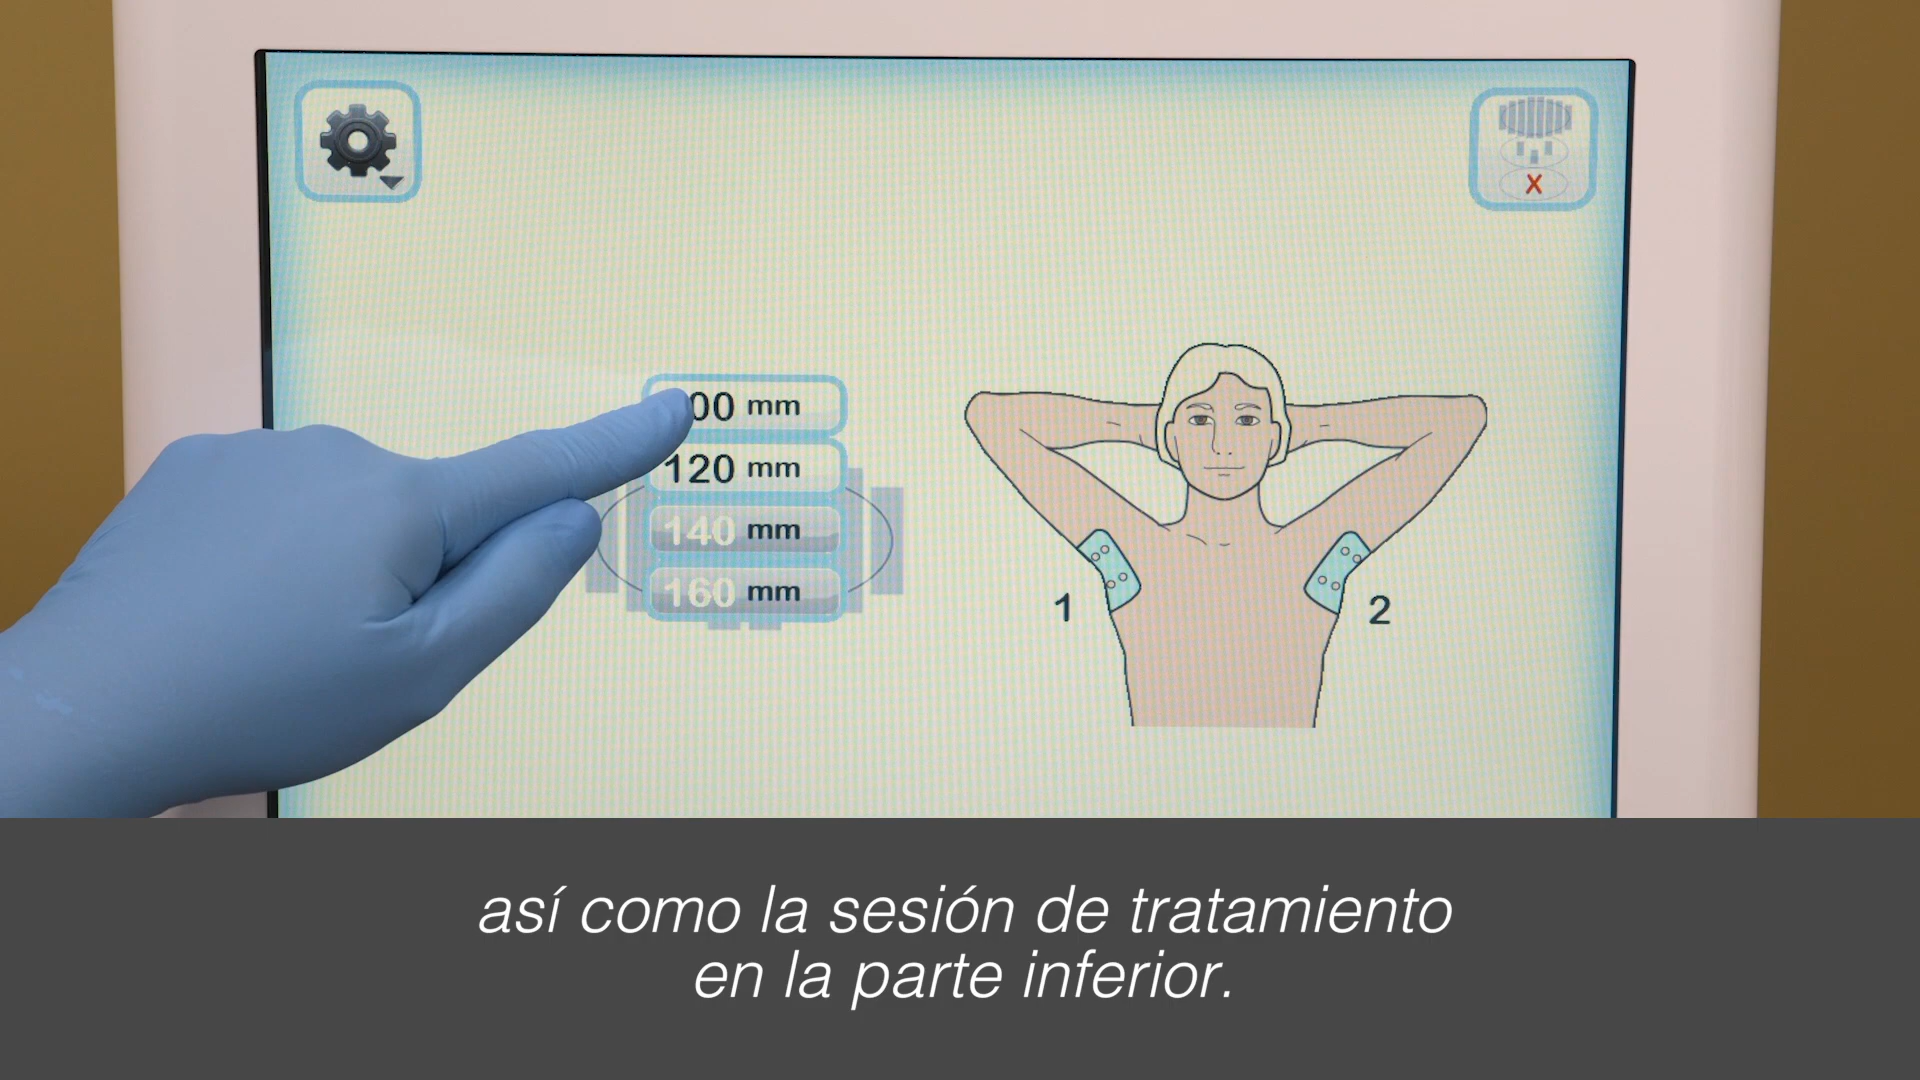 X
00 mm
120 mm
140 mm
160 mm
1
2
así como la sesión de tratamiento
en la parte inferior.